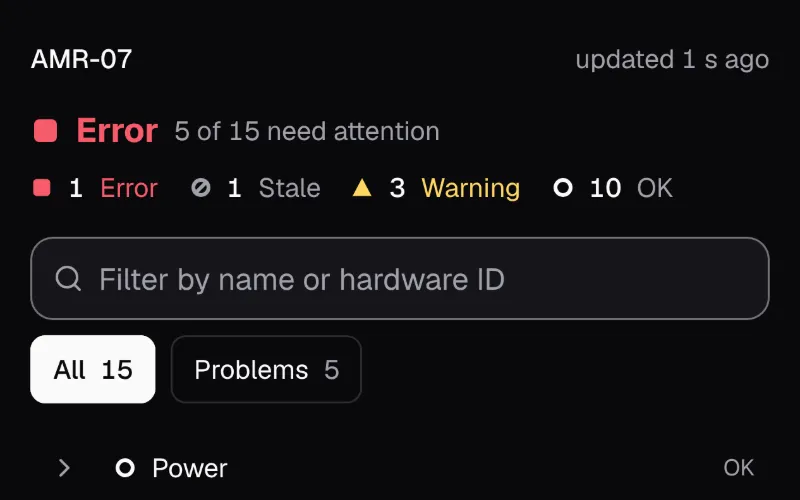 AMR-07 updated 1 s ago
Error 5 of 15 need attention
1 Error 1 Stale 3 Warning 10 OK
Filter by name or hardware ID
All 15 Problems 5
Power OK